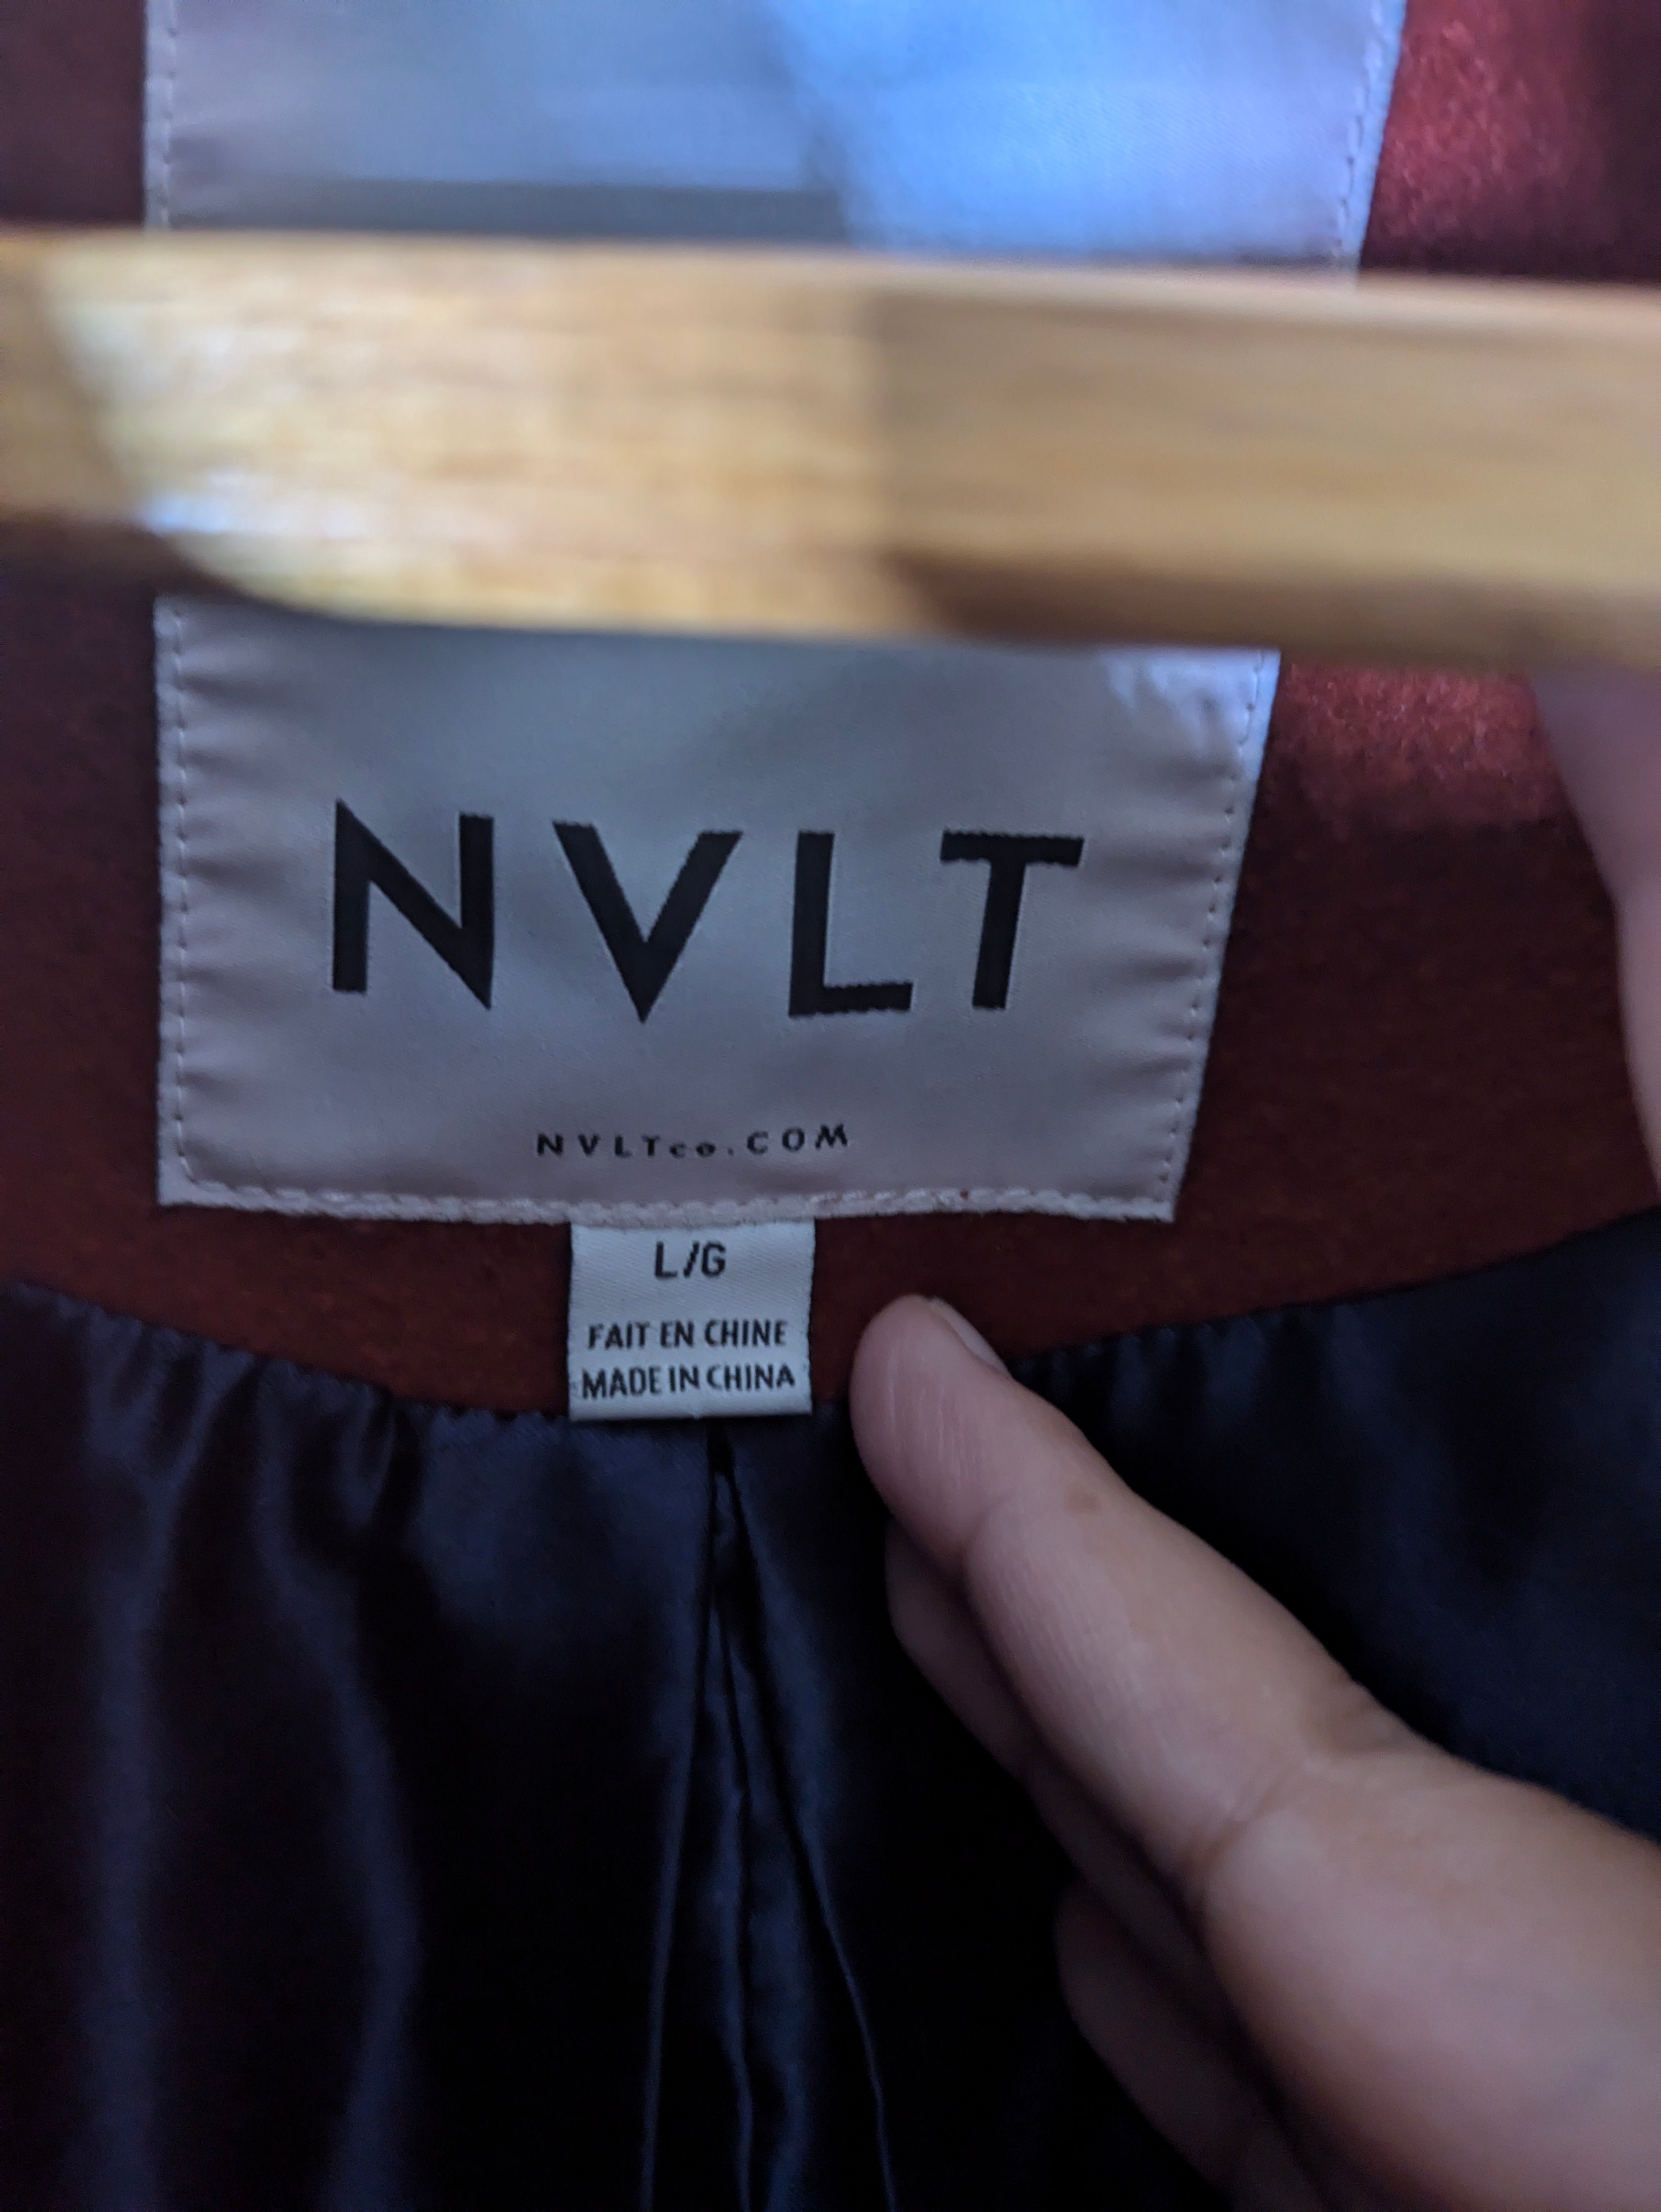 NVLT
NVLTco.COM
L/G
FAIT EN CHINE
MADE IN CHINA